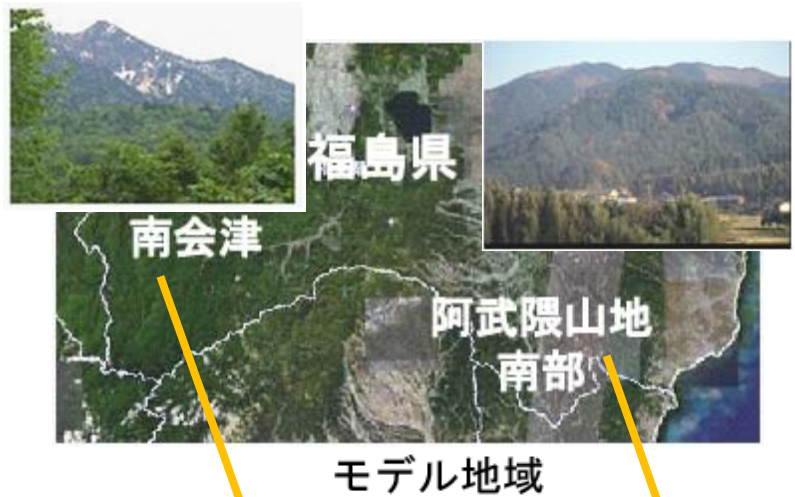 福島県
南会津
阿武隈山地
南部
モデル地域